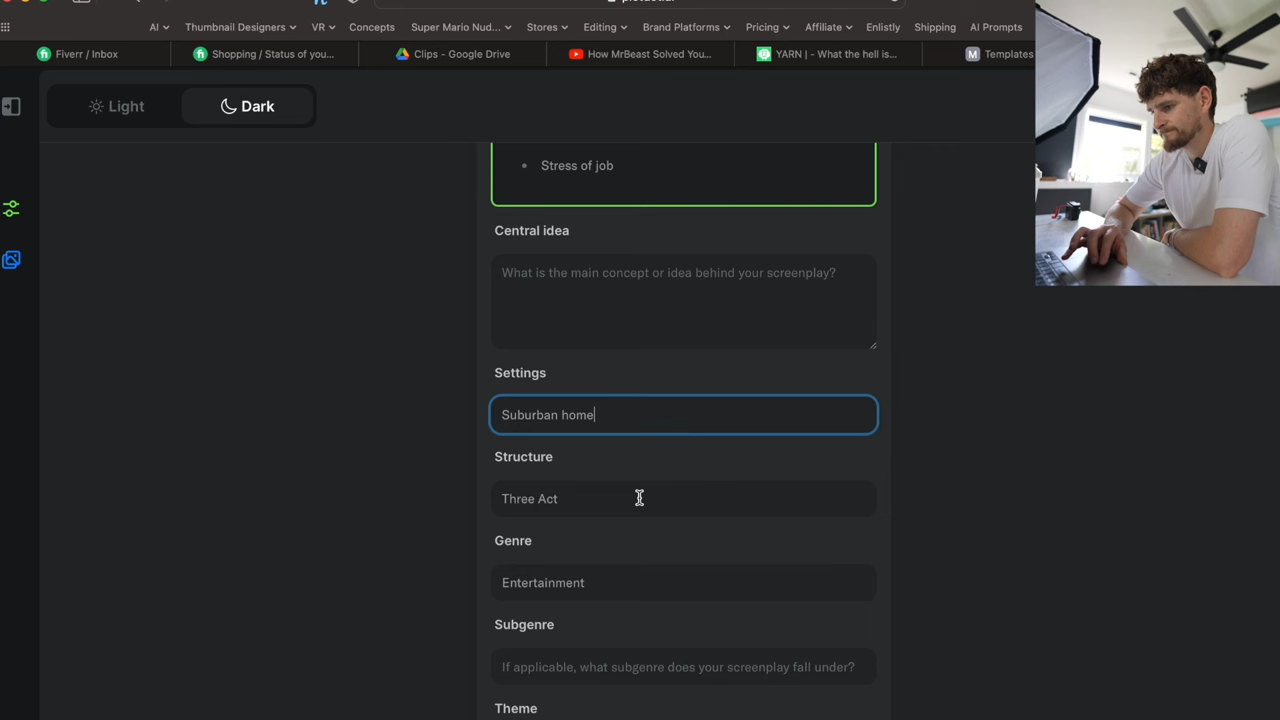 AI
Thumbnail Designers
VR
Concepts
Super Mario Nud...
Stores
Editing
Brand Platforms
Pricing
Affiliate
Enlistly
Shipping
AI Prompts
Fiverr / Inbox
Shopping / Status of you...
Clips - Google Drive
How MrBeast Solved You...
YARN | - What the hell is...
M
Templates
Light
Dark
Stress of job
Central idea
What is the main concept or idea behind your screenplay?
Settings
Suburban home
Structure
Three Act
Genre
Entertainment
Subgenre
If applicable, what subgenre does your screenplay fall under?
Theme